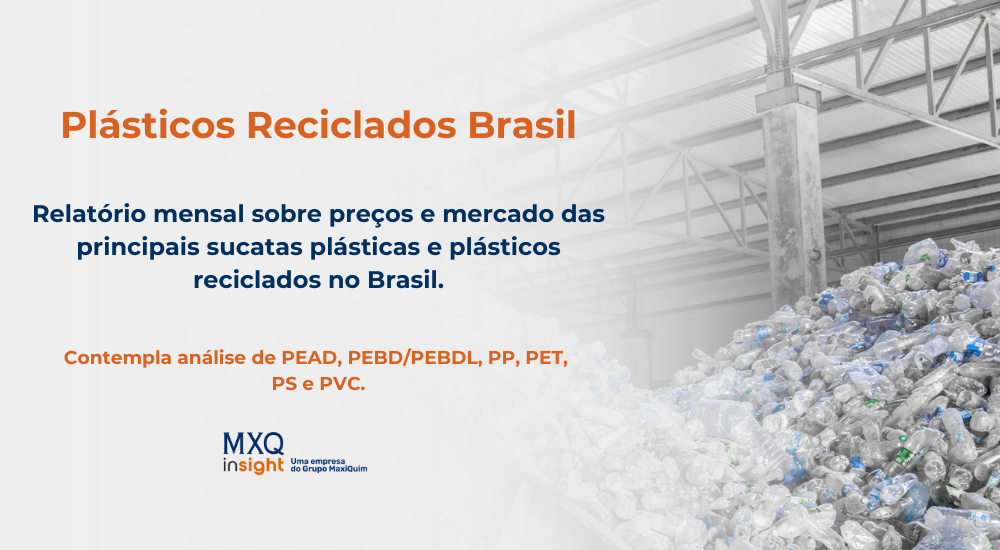 Plásticos Reciclados Brasil
Relatório mensal sobre preços e mercado das
principais sucatas plásticas e plásticos
reciclados no Brasil.
Contempla análise de PEAD, PEBD/PEBDL, PP, PET,
PS e PVC.
MXQ
insight
Uma empresa
do Grupo MaxiQuim